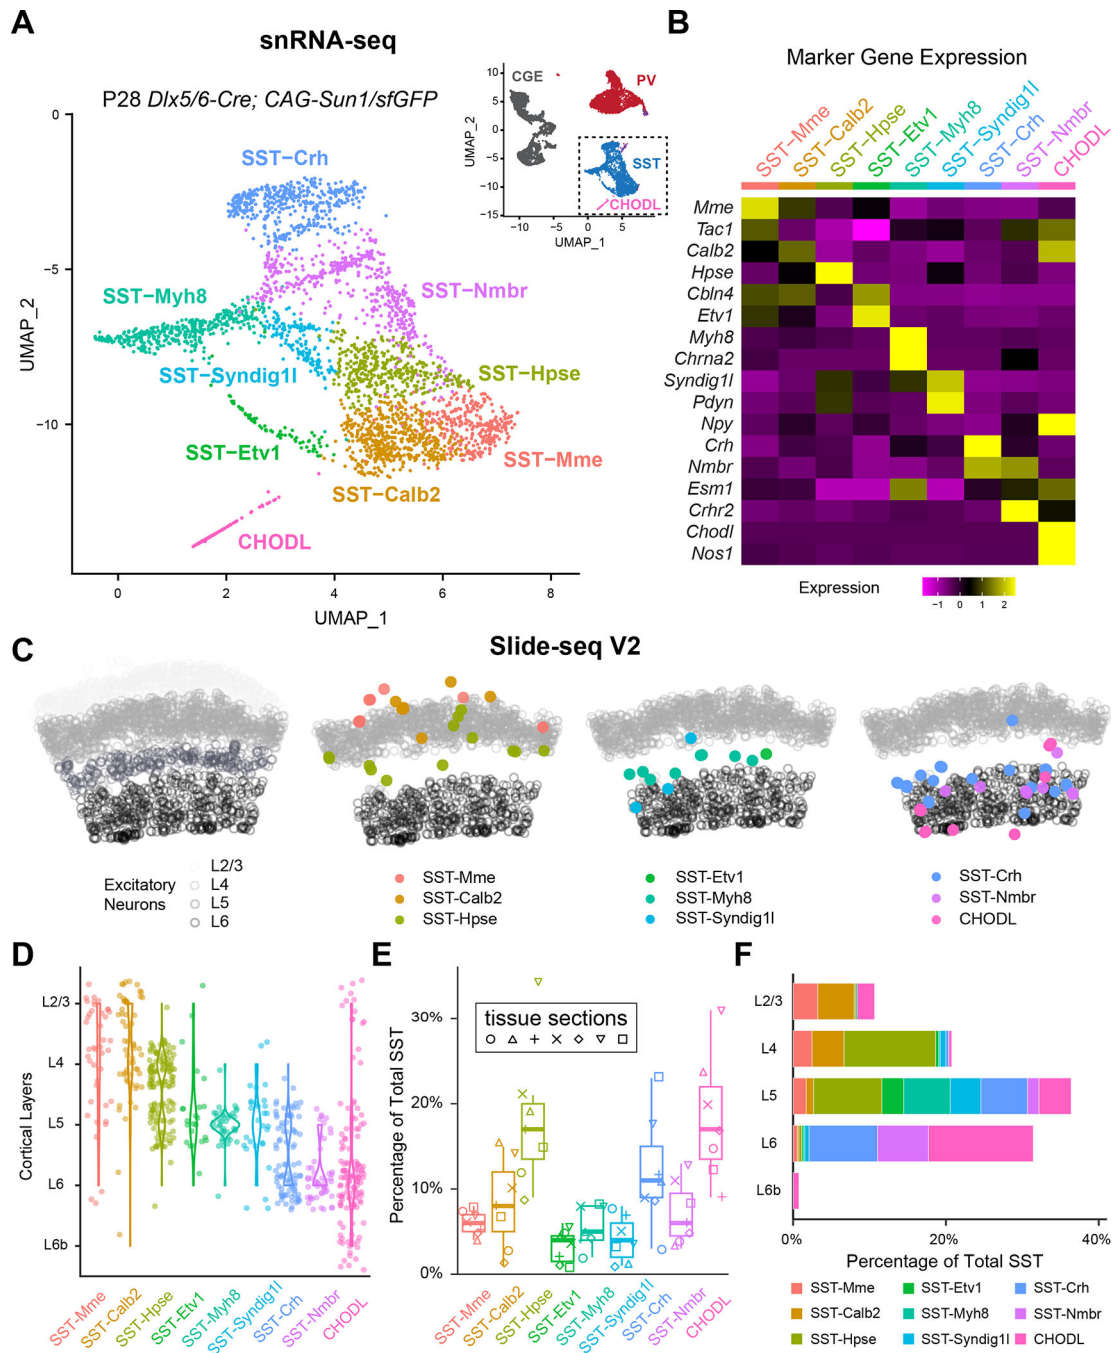 A
snRNA-seq
P28 Dlx5/6-Cre; CAG-Sun1/sfGFP
0
−5
−10
UMAP_2
0 2 4 6 8
UMAP_1
SST−Crh
SST−Nmbr
SST−Myh8
SST−Syndig1l
SST−Hpse
SST−Etv1
SST−Mme
SST−Calb2
CHODL
10
5
0
−5
−10
−15
UMAP_2
CGE
PV
SST
CHODL
−10 −5 0 5
UMAP_1
B
Marker Gene Expression
SST−Mme
SST−Calb2
SST−Hpse
SST−Etv1
SST−Myh8
SST−Syndig1l
SST−Crh
SST−Nmbr
CHODL
Mme
Tac1
Calb2
Hpse
Cbln4
Etv1
Myh8
Chrna2
Syndig1l
Pdyn
Npy
Crh
Nmbr
Esm1
Crhr2
Chodl
Nos1
Expression
−1 0 1 2
C
Slide-seq V2
Excitatory
Neurons
L2/3
L4
L5
L6
SST-Mme
SST-Calb2
SST-Hpse
SST-Etv1
SST-Myh8
SST-Syndig1l
SST-Crh
SST-Nmbr
CHODL
D
Cortical Layers
L2/3
L4
L5
L6
L6b
SST-Mme
SST-Calb2
SST-Hpse
SST-Etv1
SST-Myh8
SST-Syndig1l
SST-Crh
SST-Nmbr
CHODL
E
tissue sections
Percentage of Total SST
30%
20%
10%
0%
SST-Mme
SST-Calb2
SST-Hpse
SST-Etv1
SST-Myh8
SST-Syndig1l
SST-Crh
SST-Nmbr
CHODL
F
L2/3
L4
L5
L6
L6b
0% 20% 40%
Percentage of Total SST
SST-Mme
SST-Calb2
SST-Hpse
SST-Etv1
SST-Myh8
SST-Syndig1l
SST-Crh
SST-Nmbr
CHODL